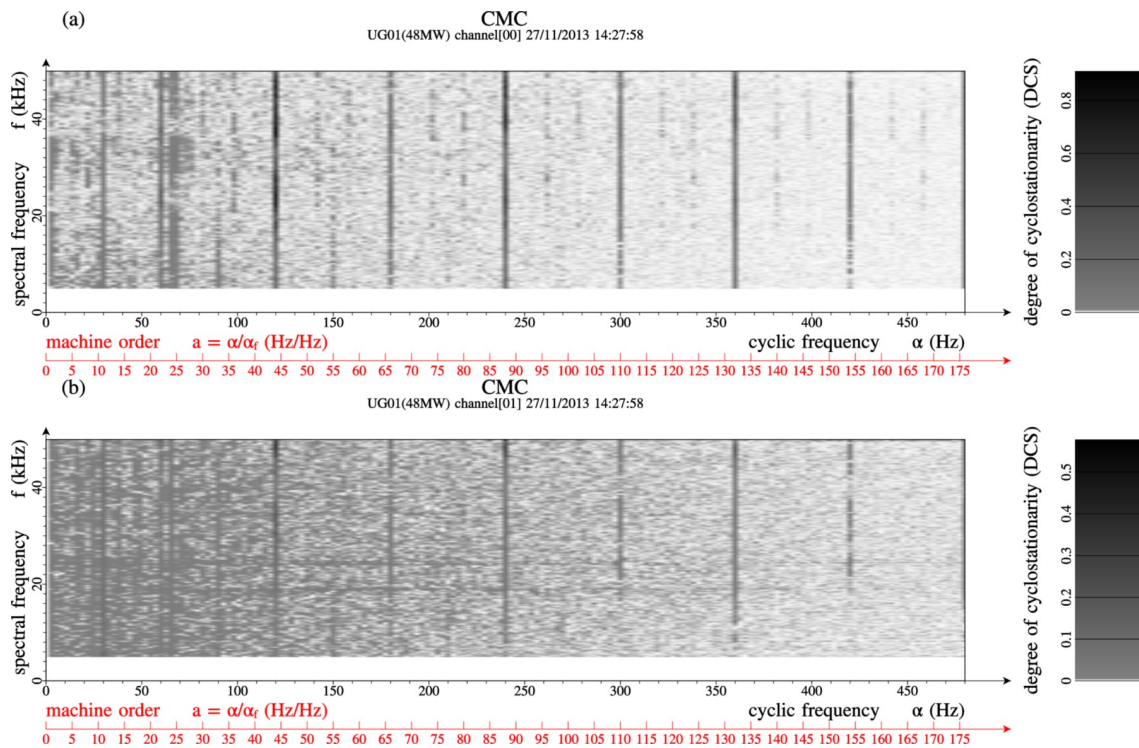 (a)
CMC
UG01(48MW) channel[00] 27/11/2013 14:27:58
spectral frequency f (kHz)
0 20 40
0 50 100 150 200 250 300 350 400 450
machine order a = α/αf (Hz/Hz) cyclic frequency α (Hz)
0 5 10 15 20 25 30 35 40 45 50 55 60 65 70 75 80 85 90 95 100 105 110 115 120 125 130 135 140 145 150 155 160 165 170 175
degree of cyclostationarity (DCS)
0 0.2 0.4 0.6 0.8
(b)
CMC
UG01(48MW) channel[01] 27/11/2013 14:27:58
spectral frequency f (kHz)
0 20 40
0 50 100 150 200 250 300 350 400 450
machine order a = α/αf (Hz/Hz) cyclic frequency α (Hz)
0 5 10 15 20 25 30 35 40 45 50 55 60 65 70 75 80 85 90 95 100 105 110 115 120 125 130 135 140 145 150 155 160 165 170 175
degree of cyclostationarity (DCS)
0 0.1 0.2 0.3 0.4 0.5